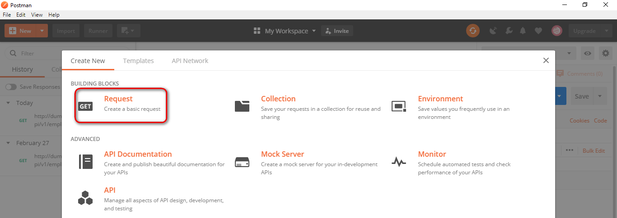 Postman
File Edit View Help
New Import Runner My Workspace Invite Upgrade
Filter
History
Save Responses
Today
GET
February 27
GET
Create New Templates API Network
BUILDING BLOCKS
GET Request
Create a basic request
Collection
Save your requests in a collection for reuse and
sharing
Environment
Save values you frequently use in an
environment
ADVANCED
API Documentation
Create and publish beautiful documentation for
your APIs
Mock Server
Create a mock server for your in-development
APIs
Monitor
Schedule automated tests and check
performance of your APIs
API
Manage all aspects of API design, development,
and testing
Save
Cookies Code
Bulk Edit